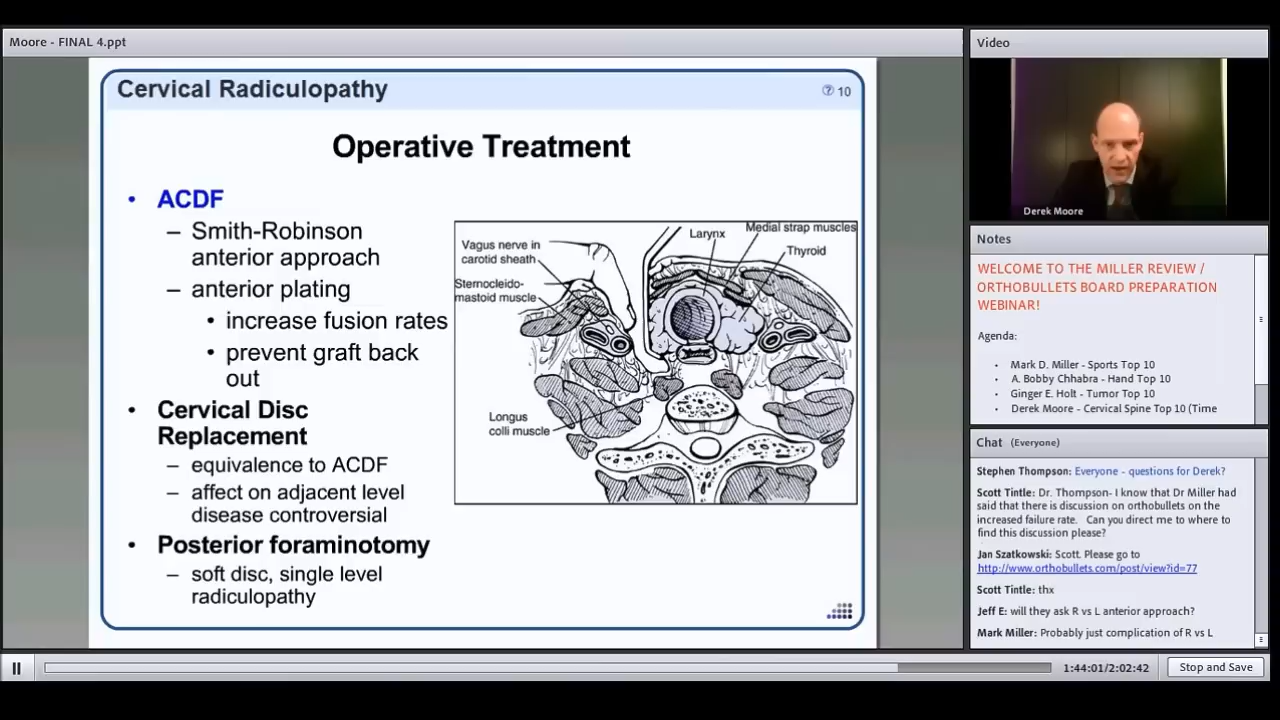 Moore - FINAL 4.ppt
Cervical Radiculopathy
10
Operative Treatment
• ACDF
– Smith-Robinson
anterior approach
– anterior plating
• increase fusion rates
• prevent graft back
out
• Cervical Disc
Replacement
– equivalence to ACDF
– affect on adjacent level
disease controversial
• Posterior foraminotomy
– soft disc, single level
radiculopathy
Vagus nerve in
carotid sheath
Sternocleido-
mastoid muscle
Longus
colli muscle
Larynx
Medial strap muscles
Thyroid
Video
Derek Moore
Notes
WELCOME TO THE MILLER REVIEW /
ORTHOBULLETS BOARD PREPARATION
WEBINAR!
Agenda:
• Mark D. Miller - Sports Top 10
• A. Bobby Chhabra - Hand Top 10
• Ginger E. Holt - Tumor Top 10
• Derek Moore - Cervical Spine Top 10 (Time
Chat (Everyone)
Stephen Thompson: Everyone - questions for Derek?
Scott Tintle: Dr. Thompson- I know that Dr Miller had
said that there is discussion on orthobullets on the
increased failure rate. Can you direct me to where to
find this discussion please?
Jan Szatkowski: Scott. Please go to
http://www.orthobullets.com/post/view?id=77
Scott Tintle: thx
Jeff E: will they ask R vs L anterior approach?
Mark Miller: Probably just complication of R vs L
1:44:01/2:02:42
Stop and Save